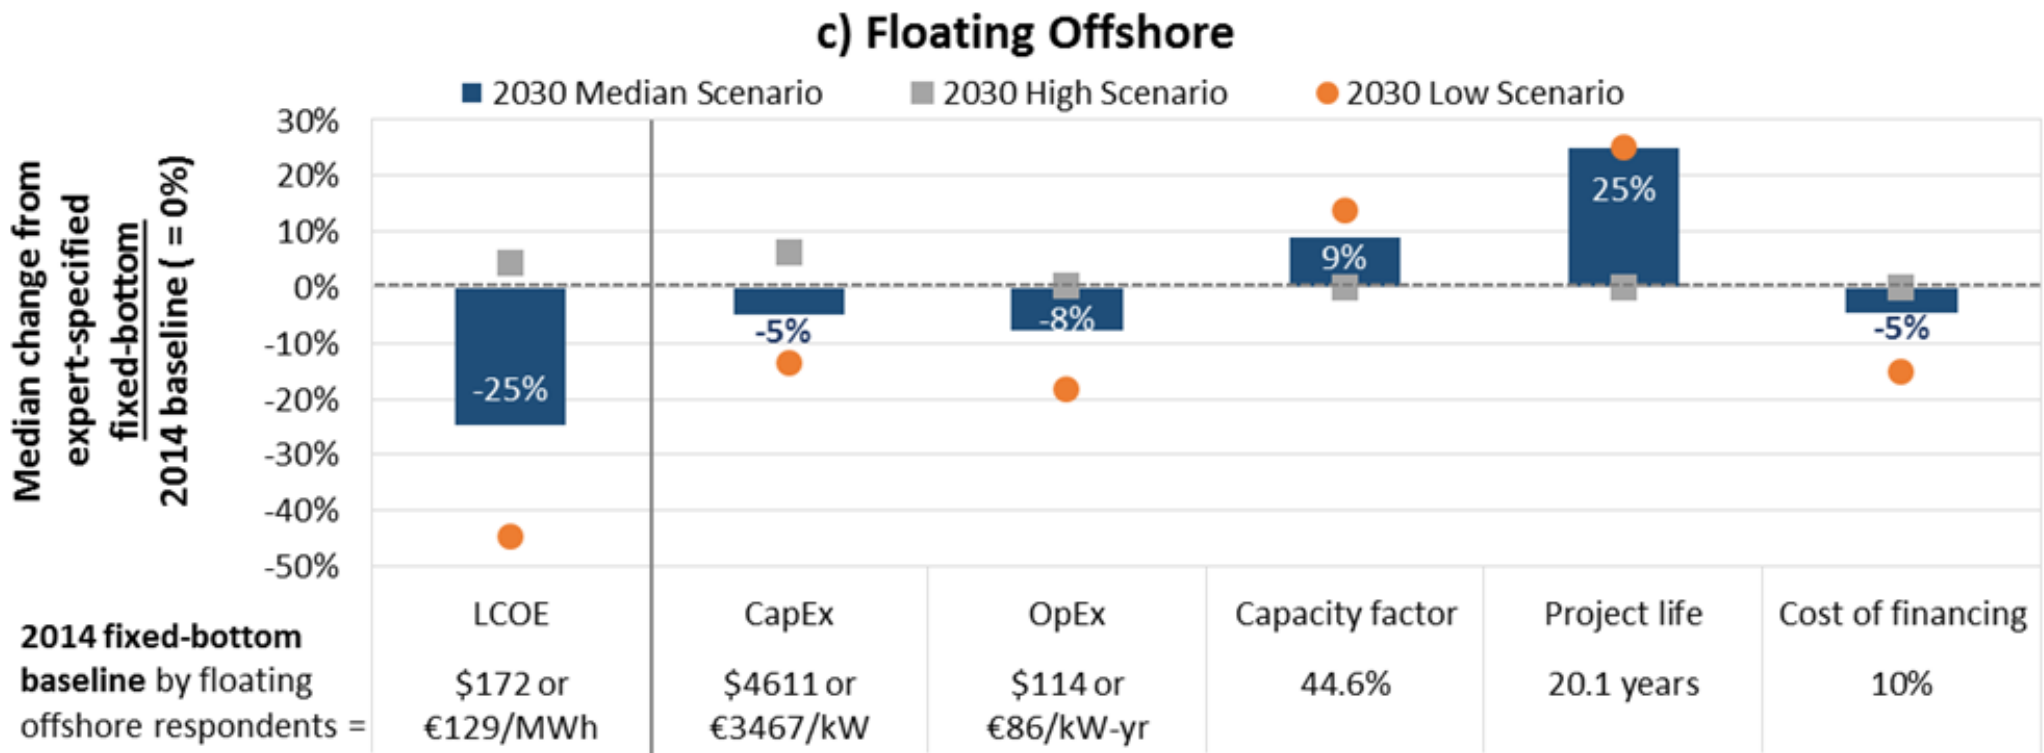 c) Floating Offshore
2030 Median Scenario
2030 High Scenario
2030 Low Scenario
Median change from
expert-specified
fixed-bottom
2014 baseline ( = 0%)
30%
20%
10%
0%
-10%
-20%
-30%
-40%
-50%
-25%
-5%
-8%
9%
25%
-5%
LCOE
CapEx
OpEx
Capacity factor
Project life
Cost of financing
2014 fixed-bottom
baseline by floating
offshore respondents =
$172 or
€129/MWh
$4611 or
€3467/kW
$114 or
€86/kW-yr
44.6%
20.1 years
10%